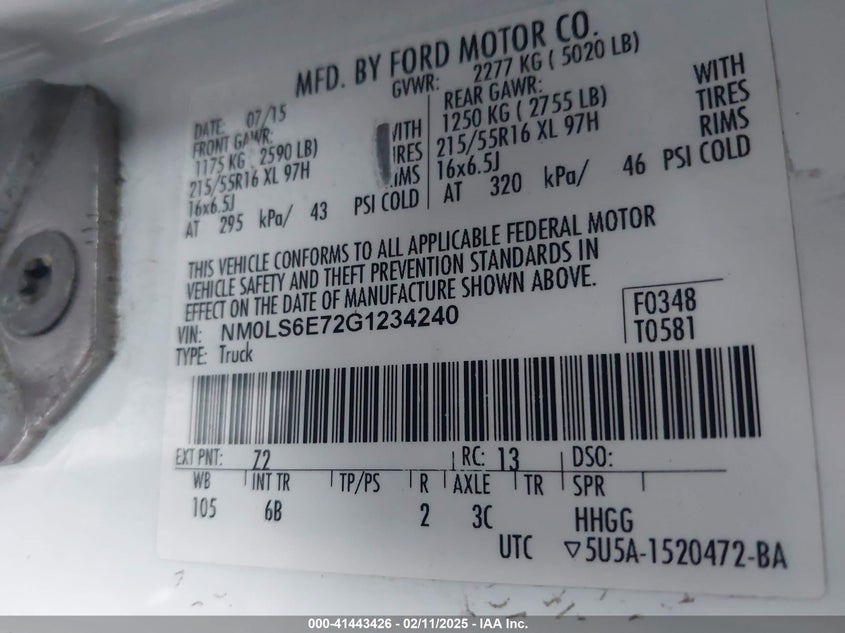 MFD. BY FORD MOTOR CO.
DATE: 07/15
GVWR: 2277 KG ( 5020 LB)
FRONT GAWR:
1175 KG 2590 LB)
WITH
215/55R16 XL 97H
TIRES
16x6.5J
RIMS
AT 295 kPa/ 43 PSI COLD
REAR GAWR:
1250 KG ( 2755 LB)
WITH
215/55R16 XL 97H
TIRES
16x6.5J
RIMS
AT 320 kPa/ 46 PSI COLD
THIS VEHICLE CONFORMS TO ALL APPLICABLE FEDERAL MOTOR
VEHICLE SAFETY AND THEFT PREVENTION STANDARDS IN
EFFECT ON THE DATE OF MANUFACTURE SHOWN ABOVE.
VIN: NM0LS6E72G1234240
TYPE: Truck
F0348
T0581
EXT PNT: 72 RC: 13 DSO:
WB INT TR TP/PS R AXLE TR SPR
105 6B 2 3C HHGG
UTC ▽5U5A-1520472-BA
000-41443426 - 02/11/2025 - IAA Inc.